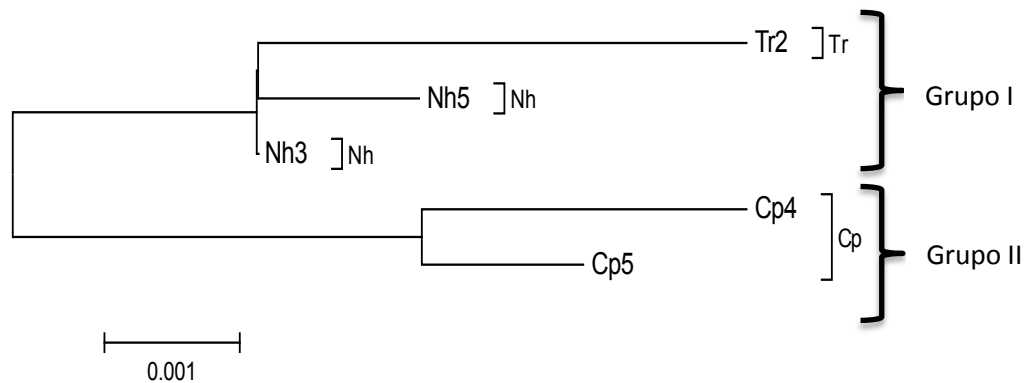 Tr2 Tr
Nh5 Nh
Grupo I
Nh3 Nh
Cp4
Cp
Grupo II
Cp5
0.001